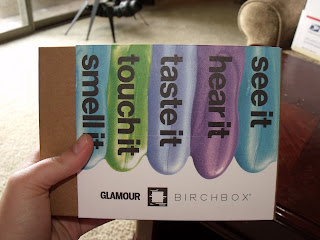 smell it
touch it
taste it
hear it
see it
GLAMOUR BIRCHBOX